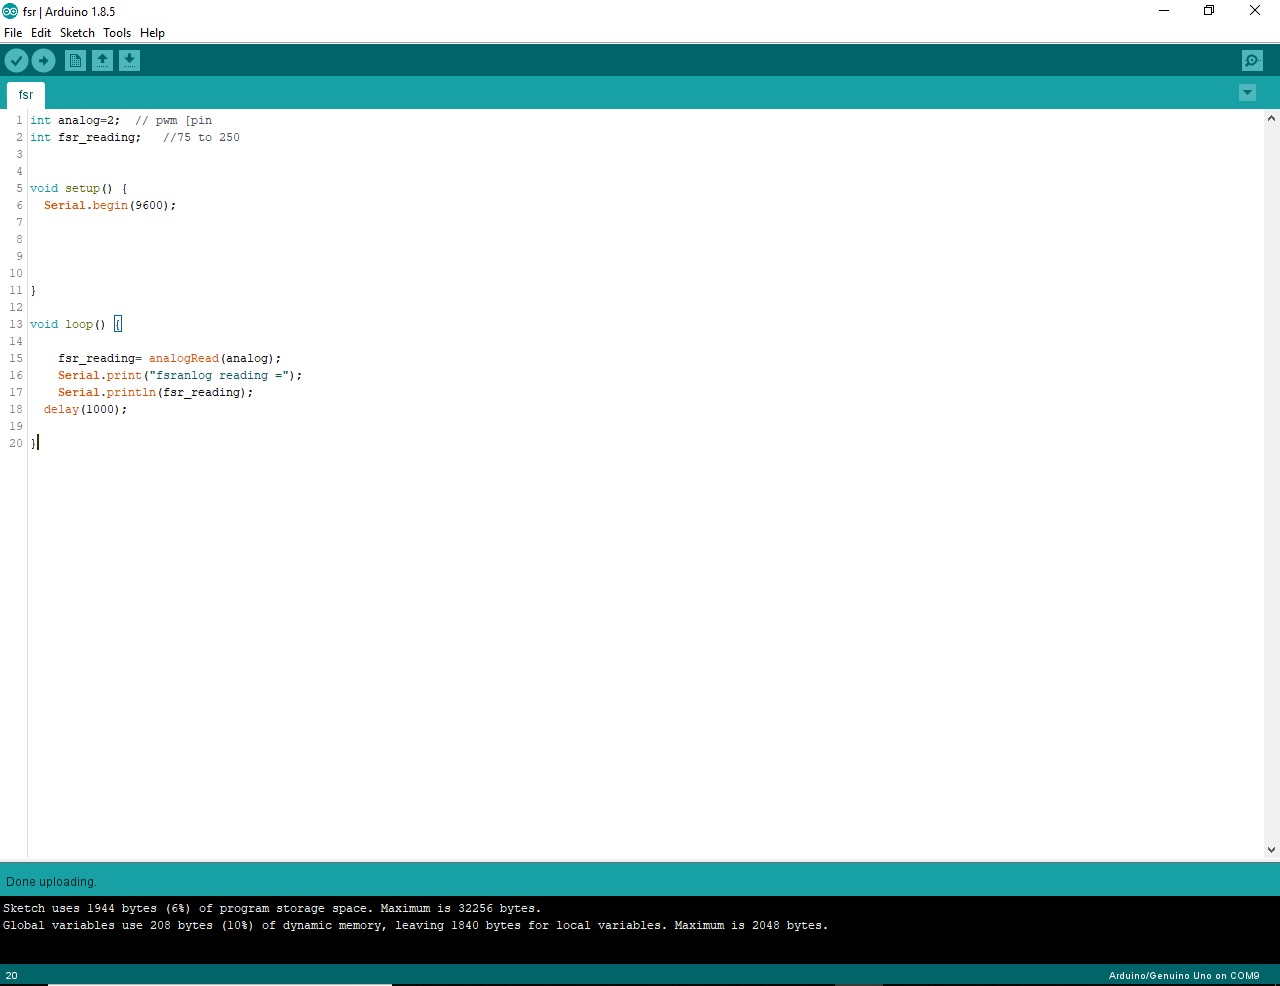 fsr | Arduino 1.8.5
File Edit Sketch Tools Help
fsr
1 int analog=2;  // pwm [pin
2 int fsr_reading;   //75 to 250
3
4
5 void setup() {
6   Serial.begin(9600);
7
8
9
10
11 }
12
13 void loop() {
14
15     fsr_reading= analogRead(analog);
16     Serial.print("fsranlog reading =");
17     Serial.println(fsr_reading);
18   delay(1000);
19
20 }
Done uploading.
Sketch uses 1944 bytes (6%) of program storage space. Maximum is 32256 bytes.
Global variables use 208 bytes (10%) of dynamic memory, leaving 1840 bytes for local variables. Maximum is 2048 bytes.
20 Arduino/Genuino Uno on COM9